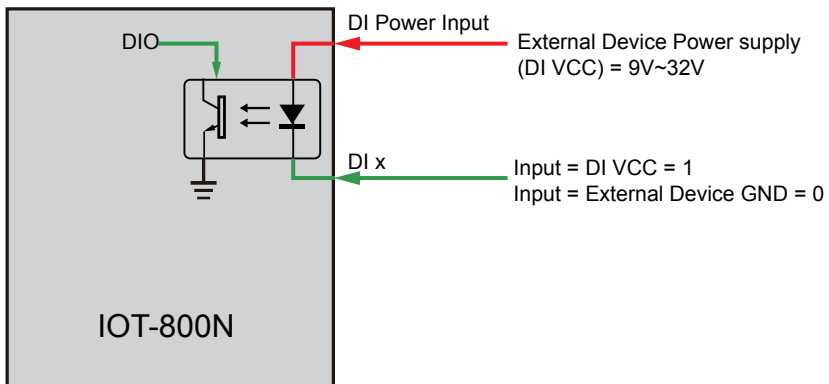 DI Power Input
DIO
External Device Power supply
(DI VCC) = 9V~32V
DI x
Input = DI VCC = 1
Input = External Device GND = 0
IOT-800N